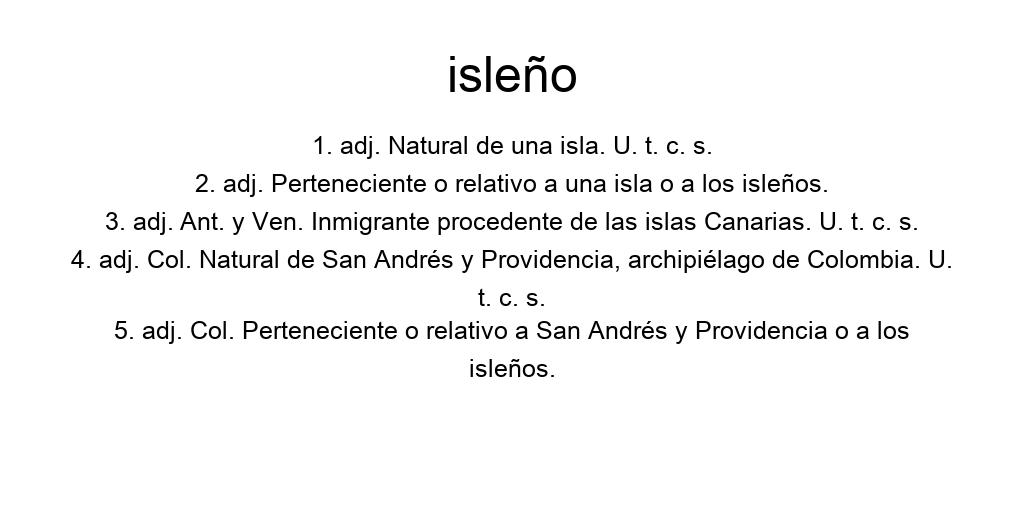 isleño
1. adj. Natural de una isla. U. t. c. s.
2. adj. Perteneciente o relativo a una isla o a los isleños.
3. adj. Ant. y Ven. Inmigrante procedente de las islas Canarias. U. t. c. s.
4. adj. Col. Natural de San Andrés y Providencia, archipiélago de Colombia. U.
t. c. s.
5. adj. Col. Perteneciente o relativo a San Andrés y Providencia o a los
isleños.